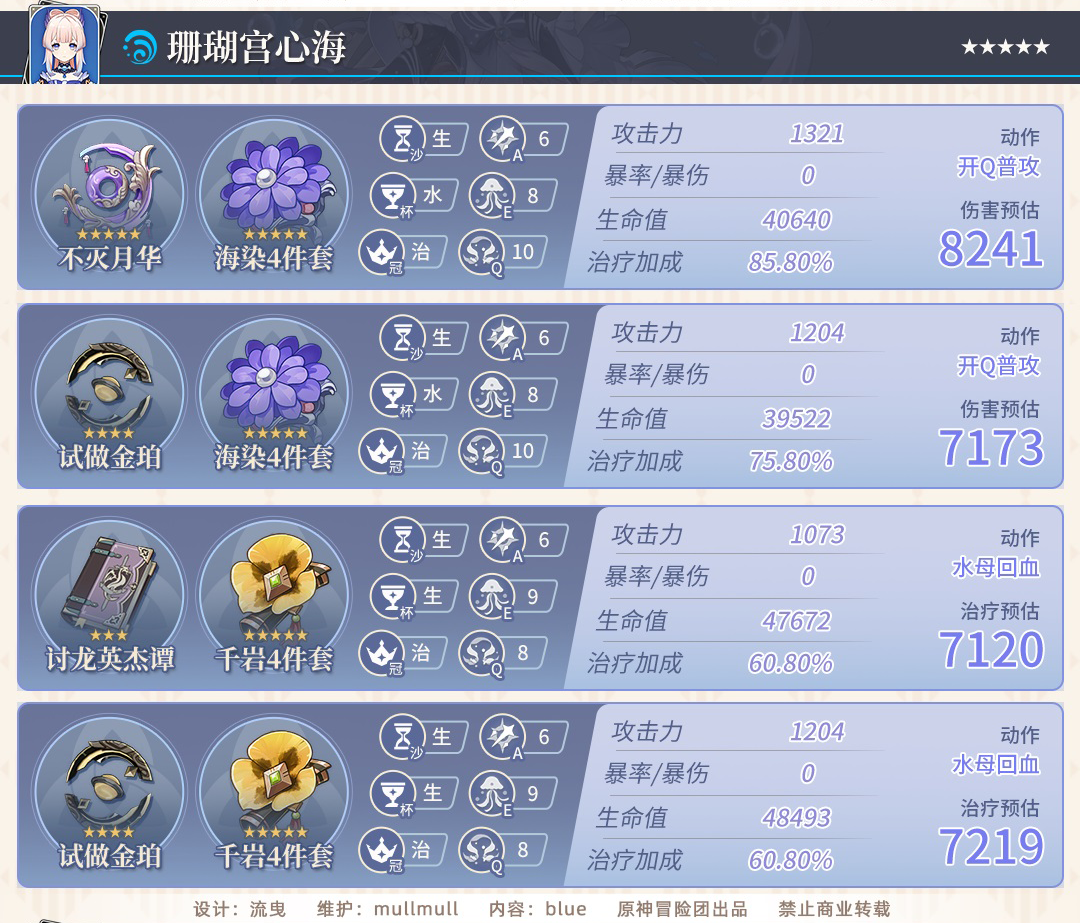 珊瑚宫心海
★★★★★
不灭月华
海染4件套
沙 生
A 6
杯 水
E 8
冠 治
Q 10
攻击力 1321
暴率/暴伤 0
生命值 40640
治疗加成 85.80%
动作
开Q普攻
伤害预估
8241
试做金珀
海染4件套
沙 生
A 6
杯 水
E 8
冠 治
Q 10
攻击力 1204
暴率/暴伤 0
生命值 39522
治疗加成 75.80%
动作
开Q普攻
伤害预估
7173
讨龙英杰谭
千岩4件套
沙 生
A 6
杯 生
E 9
冠 治
Q 8
攻击力 1073
暴率/暴伤 0
生命值 47672
治疗加成 60.80%
动作
水母回血
治疗预估
7120
试做金珀
千岩4件套
沙 生
A 6
杯 生
E 9
冠 治
Q 8
攻击力 1204
暴率/暴伤 0
生命值 48493
治疗加成 60.80%
动作
水母回血
治疗预估
7219
设计：流曳 维护：mullmull 内容：blue 原神冒险团出品 禁止商业转载